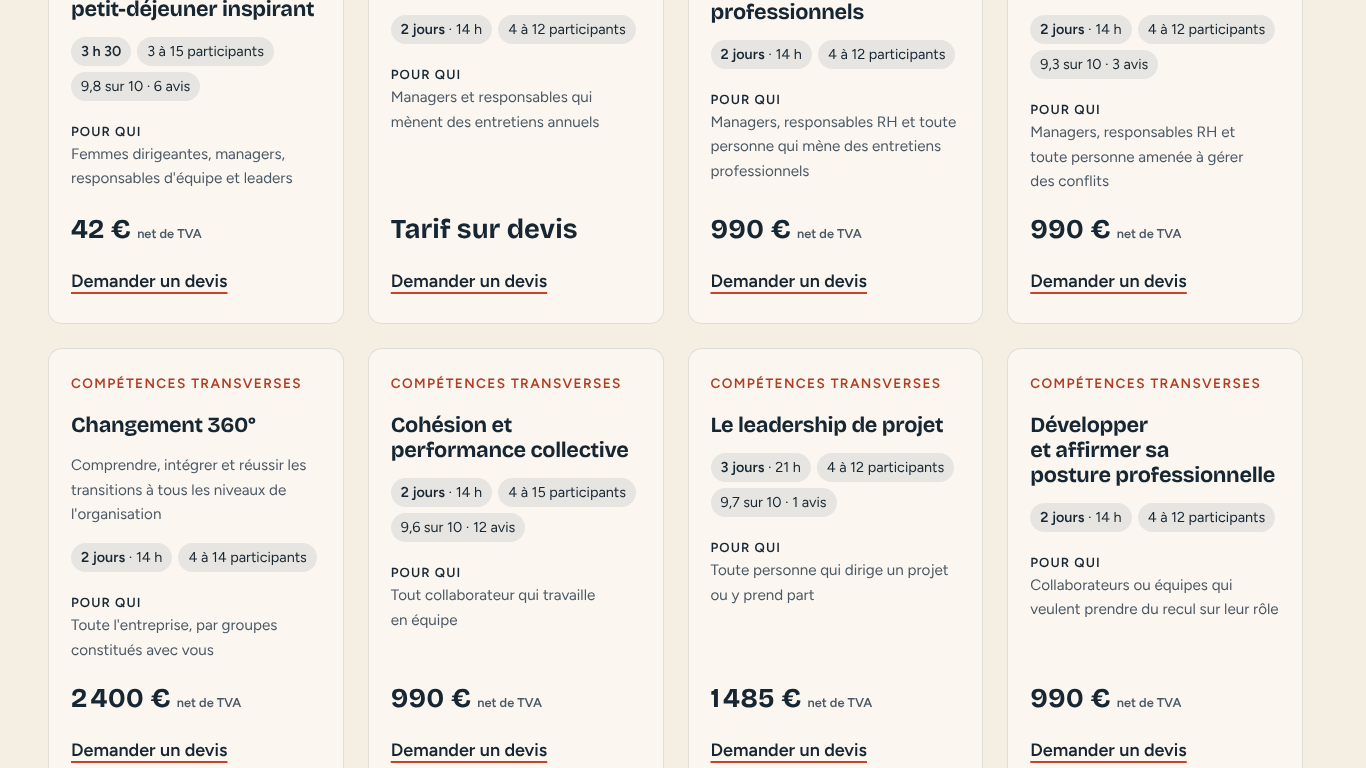 petit-déjeuner inspirant
3 h 30
3 à 15 participants
9,8 sur 10 · 6 avis
POUR QUI
Femmes dirigeantes, managers,
responsables d'équipe et leaders
42 € net de TVA
Demander un devis
2 jours · 14 h
4 à 12 participants
POUR QUI
Managers et responsables qui
mènent des entretiens annuels
Tarif sur devis
Demander un devis
professionnels
2 jours · 14 h
4 à 12 participants
POUR QUI
Managers, responsables RH et toute
personne qui mène des entretiens
professionnels
990 € net de TVA
Demander un devis
2 jours · 14 h
4 à 12 participants
9,3 sur 10 · 3 avis
POUR QUI
Managers, responsables RH et
toute personne amenée à gérer
des conflits
990 € net de TVA
Demander un devis
COMPÉTENCES TRANSVERSES
Changement 360°
Comprendre, intégrer et réussir les
transitions à tous les niveaux de
l'organisation
2 jours · 14 h
4 à 14 participants
POUR QUI
Toute l'entreprise, par groupes
constitués avec vous
2 400 € net de TVA
Demander un devis
COMPÉTENCES TRANSVERSES
Cohésion et
performance collective
2 jours · 14 h
4 à 15 participants
9,6 sur 10 · 12 avis
POUR QUI
Tout collaborateur qui travaille
en équipe
990 € net de TVA
Demander un devis
COMPÉTENCES TRANSVERSES
Le leadership de projet
3 jours · 21 h
4 à 12 participants
9,7 sur 10 · 1 avis
POUR QUI
Toute personne qui dirige un projet
ou y prend part
1 485 € net de TVA
Demander un devis
COMPÉTENCES TRANSVERSES
Développer
et affirmer sa
posture professionnelle
2 jours · 14 h
4 à 12 participants
POUR QUI
Collaborateurs ou équipes qui
veulent prendre du recul sur leur rôle
990 € net de TVA
Demander un devis